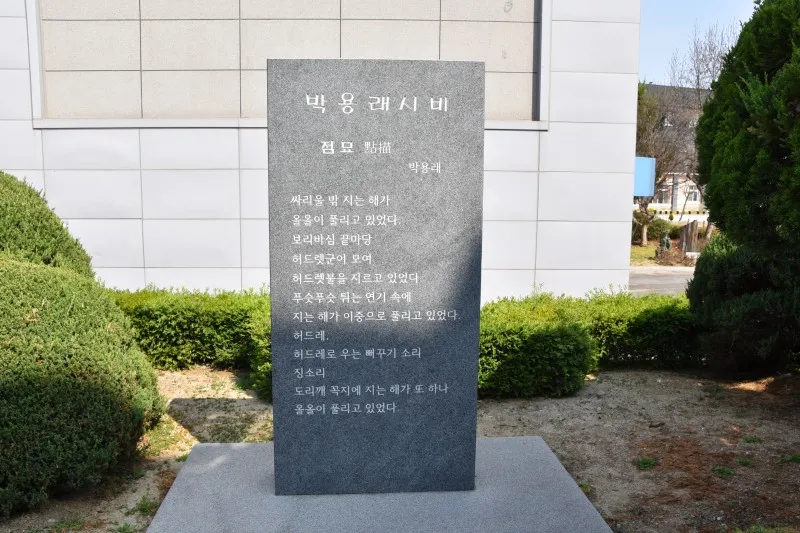 박용래시비
점묘 點描
박용래
싸리울 밖 지는 해가
올올이 풀리고 있었다.
보리바심 끝마당
허드렛군이 모여
허드렛불을 지르고 있었다
푸슷푸슷 튀는 연기 속에
지는 해가 이중으로 풀리고 있었다.
허드레.
허드레로 우는 뻐꾸기 소리
징소리
도리깨 꼭지에 지는 해가 또 하나
올올이 풀리고 있었다